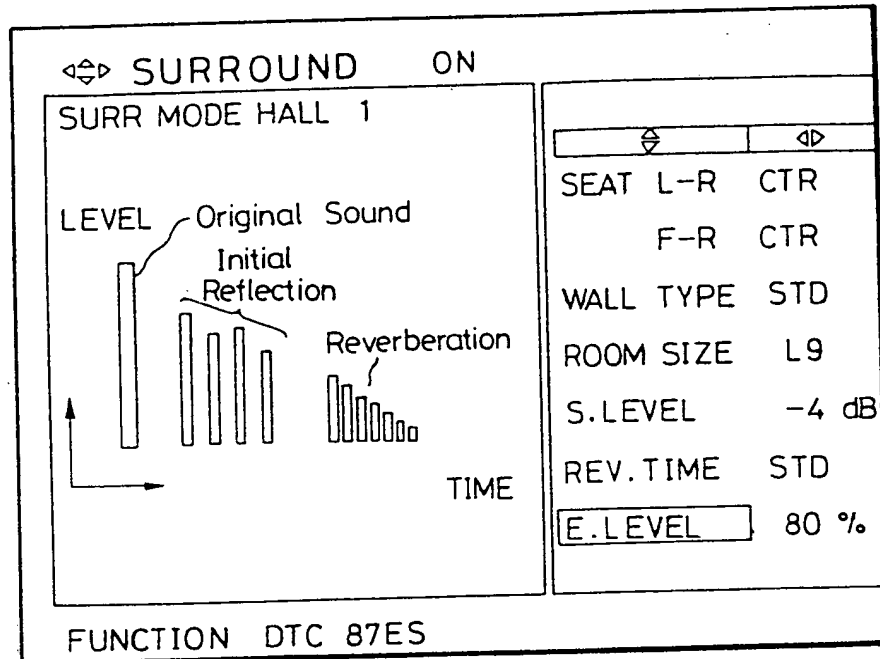 SURROUND ON
SURR MODE HALL 1
LEVEL Original Sound
Initial
Reflection
Reverberation
TIME
SEAT L-R CTR
F-R CTR
WALL TYPE STD
ROOM SIZE L9
S.LEVEL -4 dB
REV.TIME STD
E.LEVEL 80 %
FUNCTION DTC 87ES